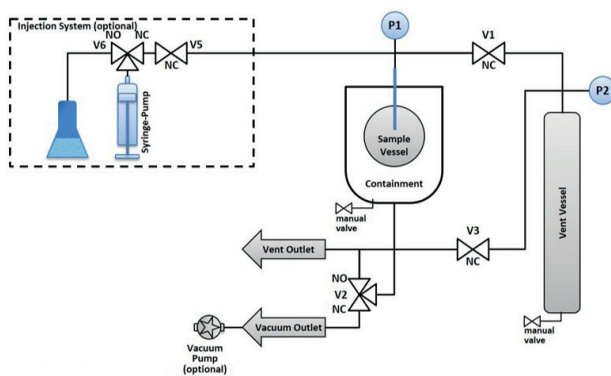 Injection System (optional)
NO
V6
NC
V5
NC
Syringe-Pump
P1
V1
NC
P2
Sample
Vessel
Containment
manual
valve
Vent Vessel
V3
NC
Vent Outlet
NO
V2
NC
Vacuum Outlet
Vacuum
Pump
(optional)
manual
valve